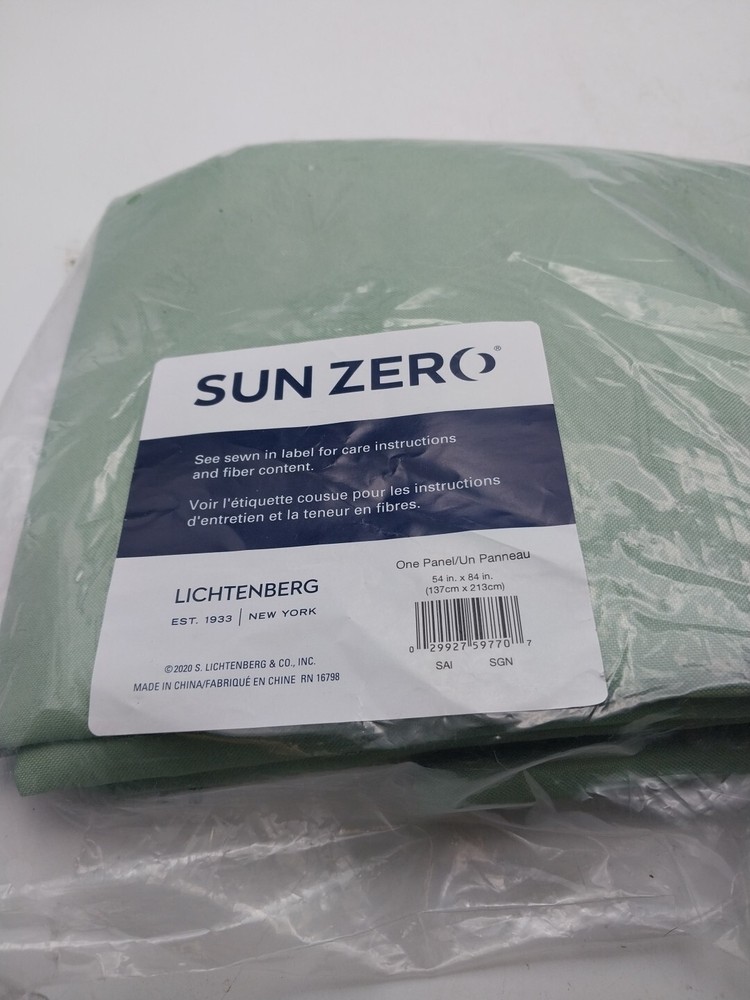 SUN ZERO®
See sewn in label for care instructions
and fiber content.
Voir l'étiquette cousue pour les instructions
d'entretien et la teneur en fibres.
LICHTENBERG
EST. 1933 | NEW YORK
©2020 S. LICHTENBERG & CO., INC.
MADE IN CHINA/FABRIQUÉ EN CHINE RN 16798
One Panel/Un Panneau
54 in. x 84 in.
(137cm x 213cm)
0 29927 59770 7
SAI SGN